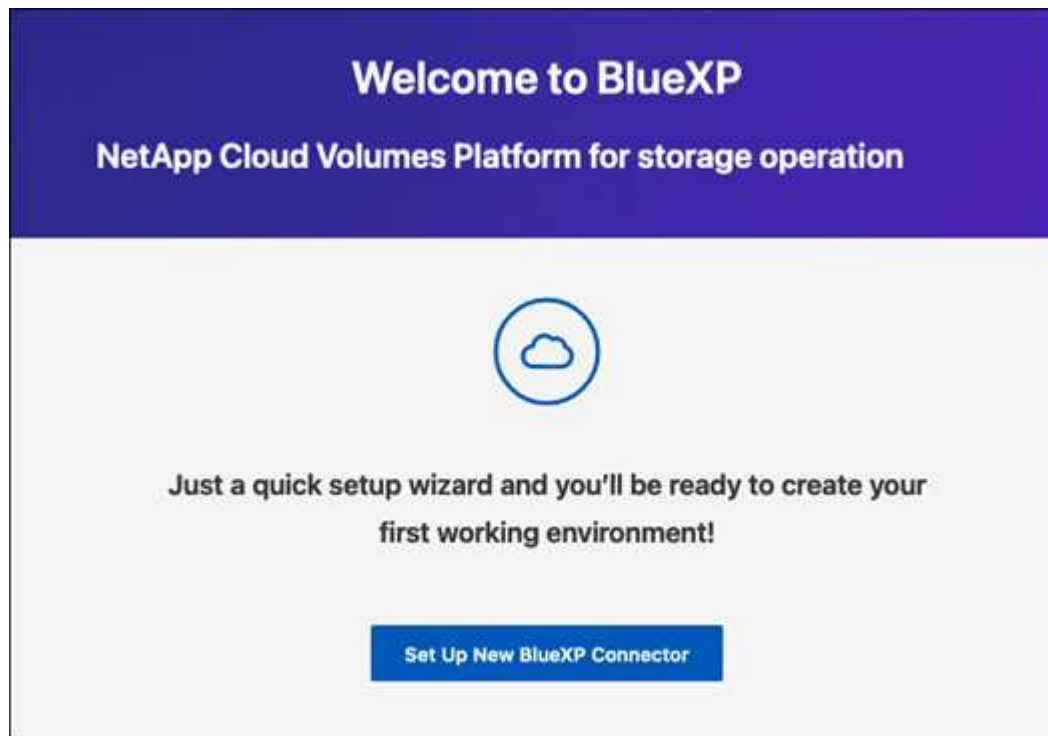 Welcome to BlueXP
NetApp Cloud Volumes Platform for storage operation
Just a quick setup wizard and you'll be ready to create your
first working environment!
Set Up New BlueXP Connector